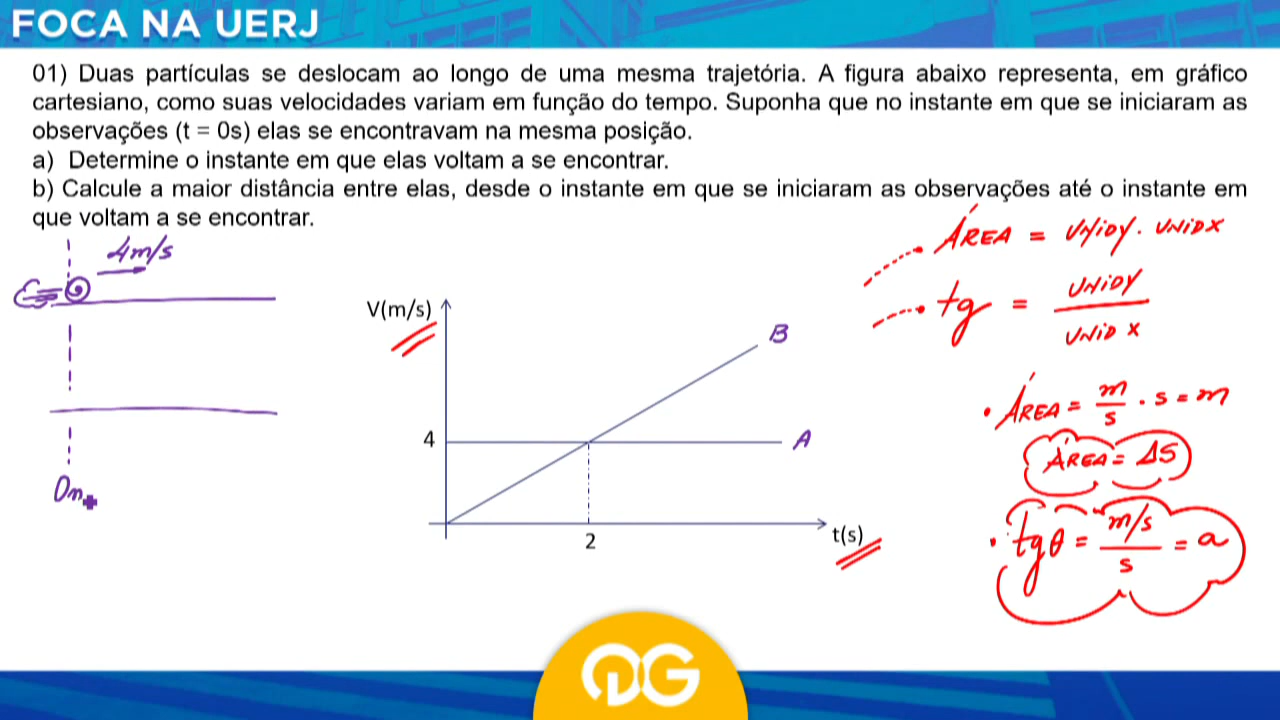 FOCA NA UERJ
01) Duas partículas se deslocam ao longo de uma mesma trajetória. A figura abaixo representa, em gráfico
cartesiano, como suas velocidades variam em função do tempo. Suponha que no instante em que se iniciaram as
observações (t = 0s) elas se encontravam na mesma posição.
a) Determine o instante em que elas voltam a se encontrar.
b) Calcule a maior distância entre elas, desde o instante em que se iniciaram as observações até o instante em
que voltam a se encontrar.
4m/s
0m
V(m/s)
B
4
A
2
t(s)
ÁREA = UNIDY . UNIDX
tg = UNIDY
UNID X
• ÁREA = m/s . s = m
ÁREA = ΔS
• tgθ = m/s
s
= a
DG